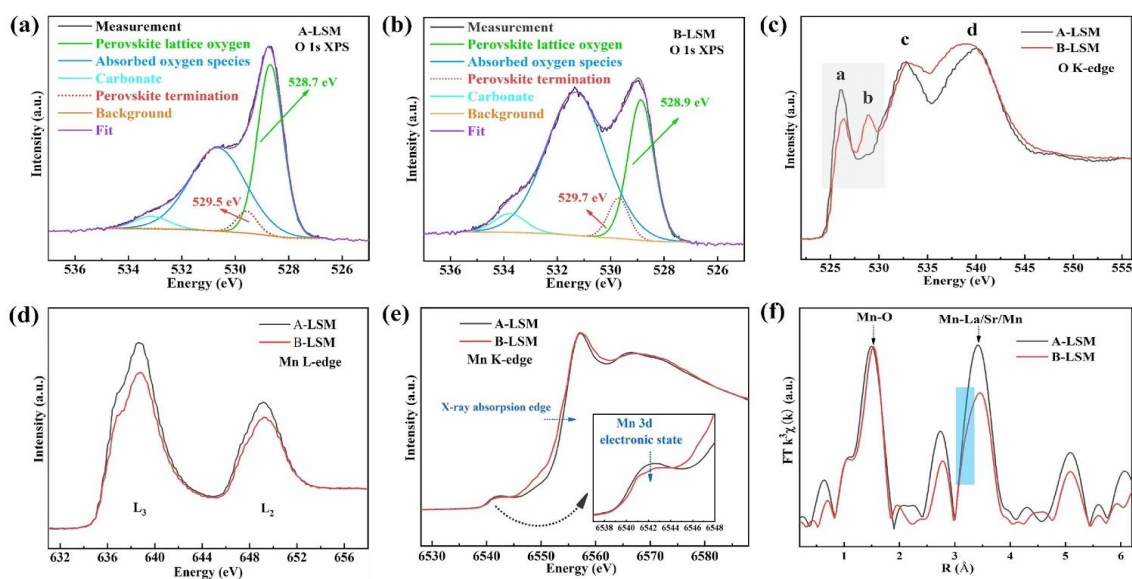 (a)
Measurement
Perovskite lattice oxygen
Absorbed oxygen species
Carbonate
Perovskite termination
Background
Fit
A-LSM
O 1s XPS
528.7 eV
529.5 eV
Intensity (a.u.)
536 534 532 530 528 526
Energy (eV)
(b)
Measurement
Perovskite lattice oxygen
Absorbed oxygen species
Perovskite termination
Carbonate
Background
Fit
B-LSM
O 1s XPS
528.9 eV
529.7 eV
Intensity (a.u.)
536 534 532 530 528 526
Energy (eV)
(c)
A-LSM
B-LSM
O K-edge
a
b
c
d
Intensity (a.u.)
525 530 535 540 545 550 555
Energy (eV)
(d)
A-LSM
B-LSM
Mn L-edge
L3
L2
Intensity (a.u.)
632 636 640 644 648 652 656
Energy (eV)
(e)
A-LSM
B-LSM
Mn K-edge
X-ray absorpsion edge
Mn 3d
electronic state
6538 6540 6542 6544 6546 6548
Intensity (a.u.)
6530 6540 6550 6560 6570 6580
Energy (eV)
(f)
Mn-O
Mn-La/Sr/Mn
A-LSM
B-LSM
FT k³χ(k) (a.u.)
1 2 3 4 5 6
R (Å)